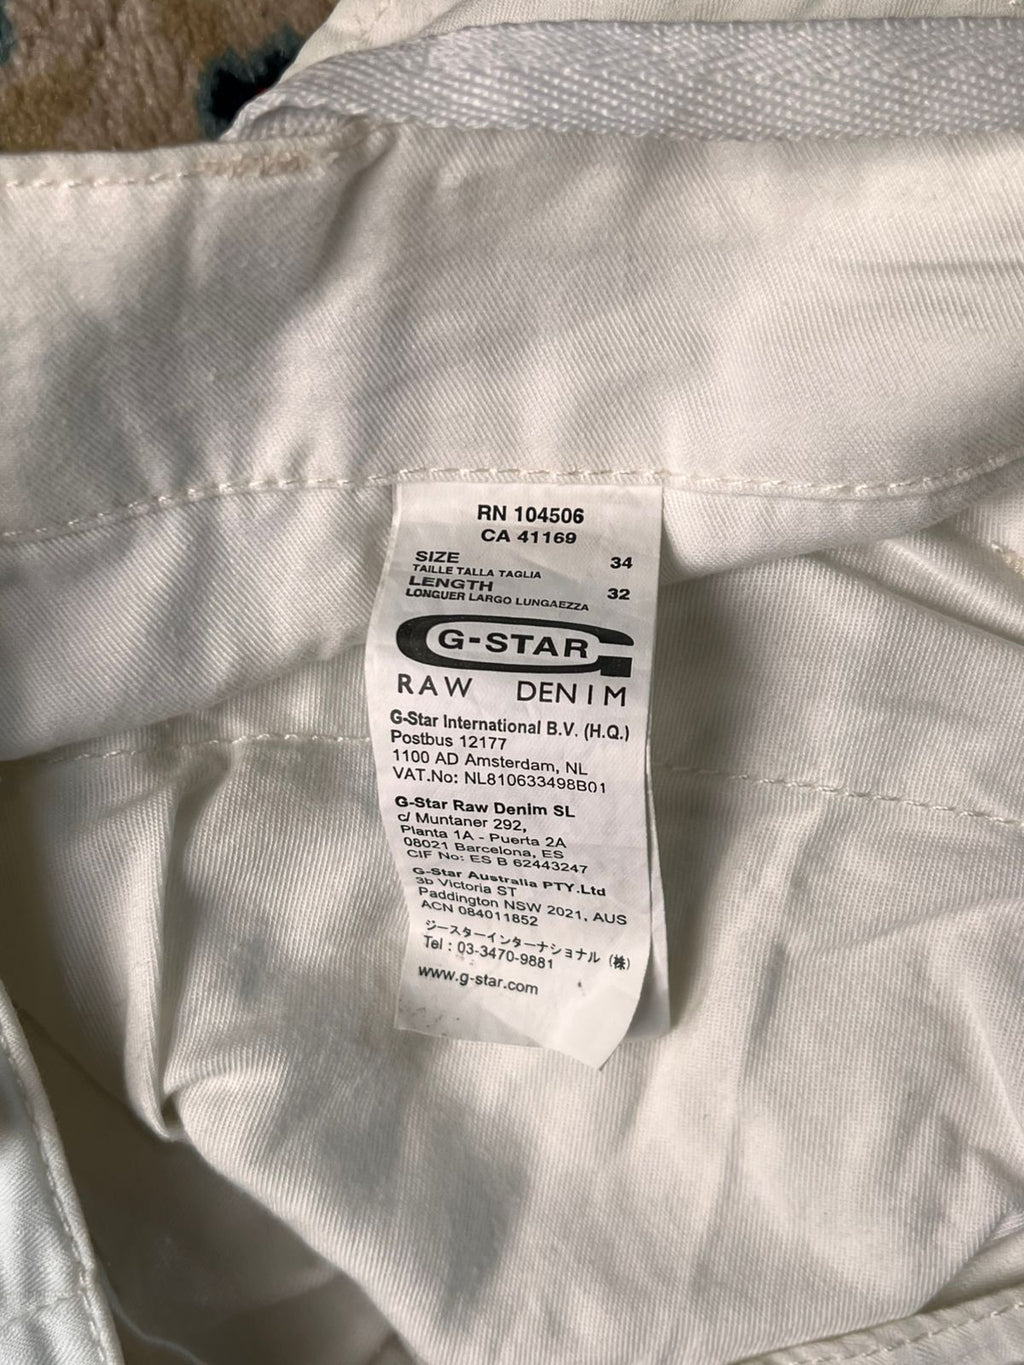 RN 104506
CA 41169
SIZE 34
TAILLE TALLA TAGLIA
LENGTH 32
LONGUER LARGO LUNGAEZZA
G-STAR
RAW DENIM
G-Star International B.V. (H.Q.)
Postbus 12177
1100 AD Amsterdam, NL
VAT.No: NL810633498B01
G-Star Raw Denim SL
c/ Muntaner 292,
Planta 1A - Puerta 2A
08021 Barcelona, ES
CIF No: ES B 62443247
G-Star Australia PTY.Ltd
3b Victoria ST
Paddington NSW 2021, AUS
ACN 084011852
ジースターインターナショナル (株)
Tel : 03-3470-9881
www.g-star.com